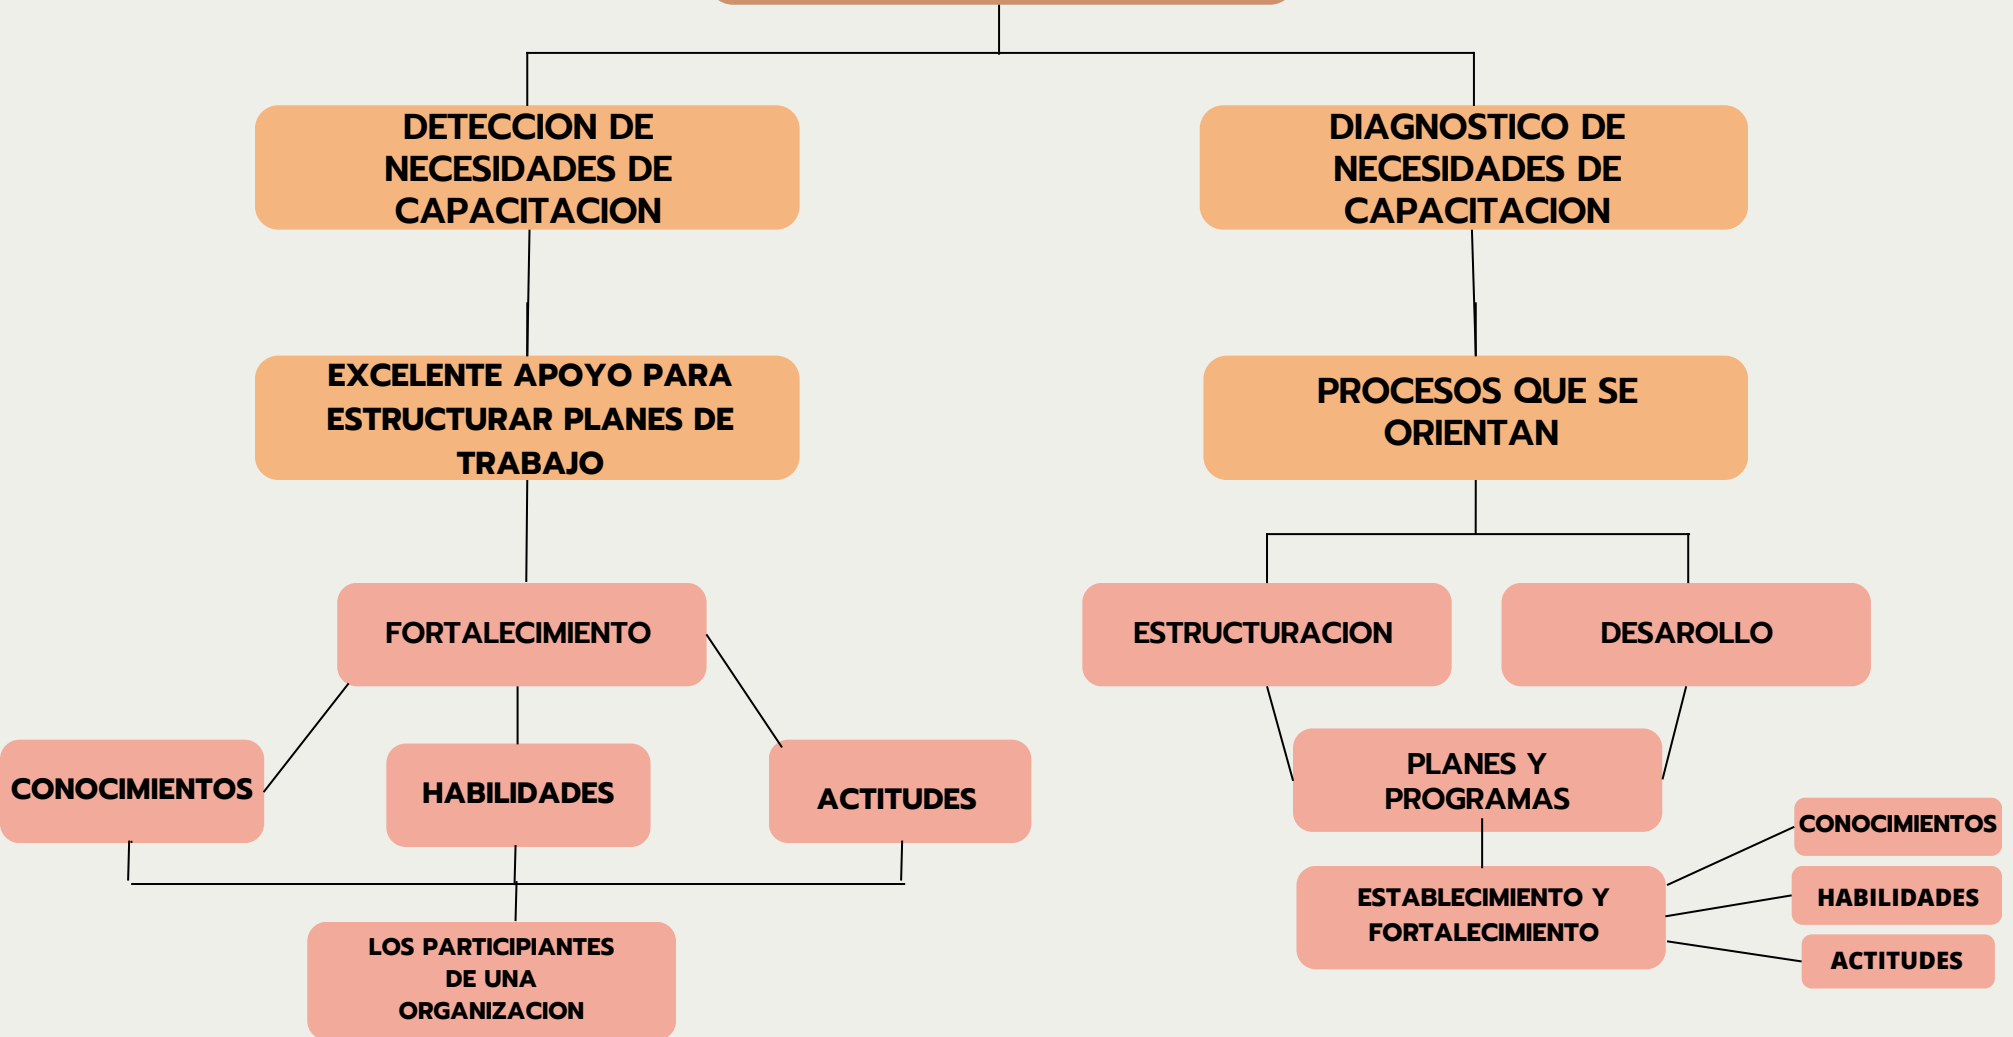 DETECCION DE
NECESIDADES DE
CAPACITACION
DIAGNOSTICO DE
NECESIDADES DE
CAPACITACION
EXCELENTE APOYO PARA
ESTRUCTURAR PLANES DE
TRABAJO
PROCESOS QUE SE
ORIENTAN
FORTALECIMIENTO
ESTRUCTURACION
DESAROLLO
CONOCIMIENTOS
HABILIDADES
ACTITUDES
PLANES Y
PROGRAMAS
CONOCIMIENTOS
ESTABLECIMIENTO Y
FORTALECIMIENTO
HABILIDADES
ACTITUDES
LOS PARTICIPIANTES
DE UNA
ORGANIZACION